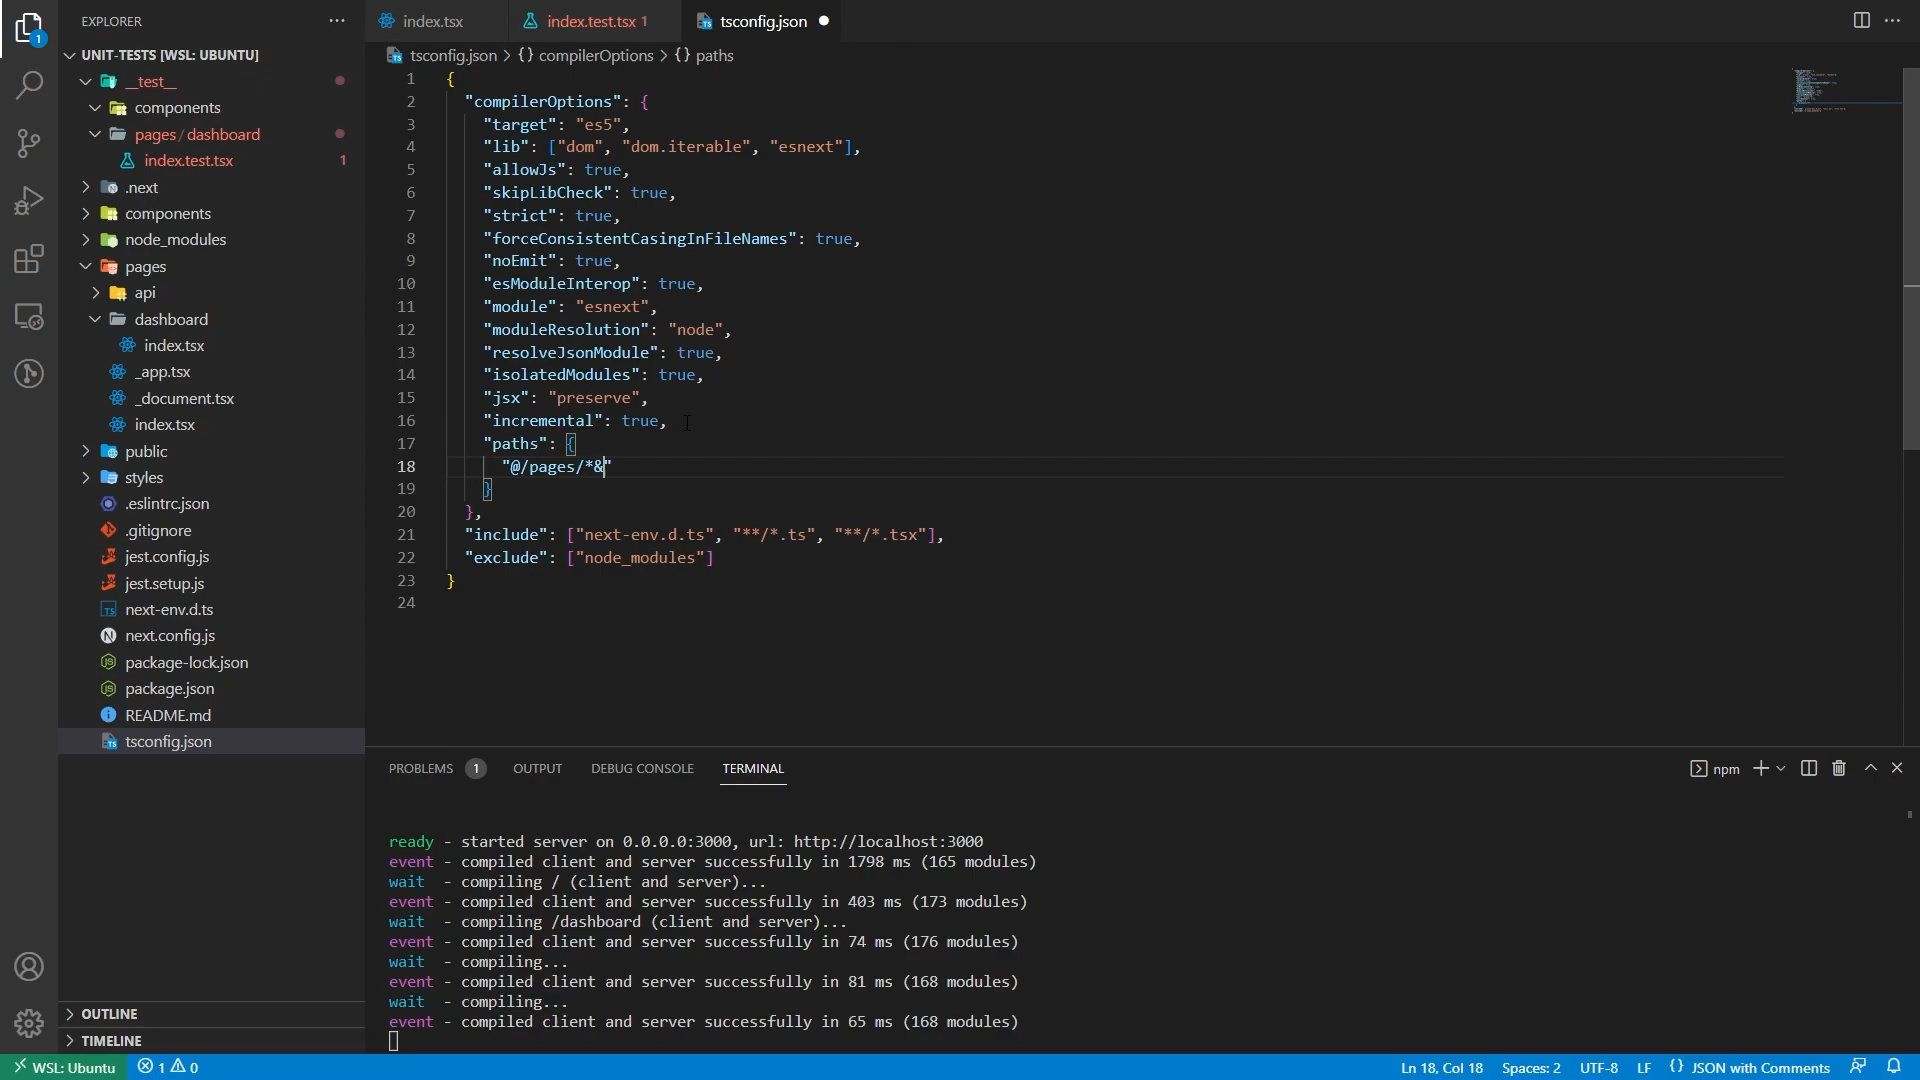 EXPLORER
UNIT-TESTS [WSL: UBUNTU]
__test__
components
pages / dashboard
index.test.tsx 1
.next
components
node_modules
pages
api
dashboard
index.tsx
_app.tsx
_document.tsx
index.tsx
public
styles
.eslintrc.json
.gitignore
jest.config.js
jest.setup.js
next-env.d.ts
next.config.js
package-lock.json
package.json
README.md
tsconfig.json
OUTLINE
TIMELINE
index.tsx index.test.tsx 1 tsconfig.json
tsconfig.json > {} compilerOptions > {} paths
1 {
2 "compilerOptions": {
3 "target": "es5",
4 "lib": ["dom", "dom.iterable", "esnext"],
5 "allowJs": true,
6 "skipLibCheck": true,
7 "strict": true,
8 "forceConsistentCasingInFileNames": true,
9 "noEmit": true,
10 "esModuleInterop": true,
11 "module": "esnext",
12 "moduleResolution": "node",
13 "resolveJsonModule": true,
14 "isolatedModules": true,
15 "jsx": "preserve",
16 "incremental": true,
17 "paths": {
18 "@/pages/*&"
19 }
20 },
21 "include": ["next-env.d.ts", "**/*.ts", "**/*.tsx"],
22 "exclude": ["node_modules"]
23 }
24
PROBLEMS 1 OUTPUT DEBUG CONSOLE TERMINAL npm
ready - started server on 0.0.0.0:3000, url: http://localhost:3000
event - compiled client and server successfully in 1798 ms (165 modules)
wait - compiling / (client and server)...
event - compiled client and server successfully in 403 ms (173 modules)
wait - compiling /dashboard (client and server)...
event - compiled client and server successfully in 74 ms (176 modules)
wait - compiling...
event - compiled client and server successfully in 81 ms (168 modules)
wait - compiling...
event - compiled client and server successfully in 65 ms (168 modules)
WSL: Ubuntu 1 0 Ln 18, Col 18 Spaces: 2 UTF-8 LF {} JSON with Comments